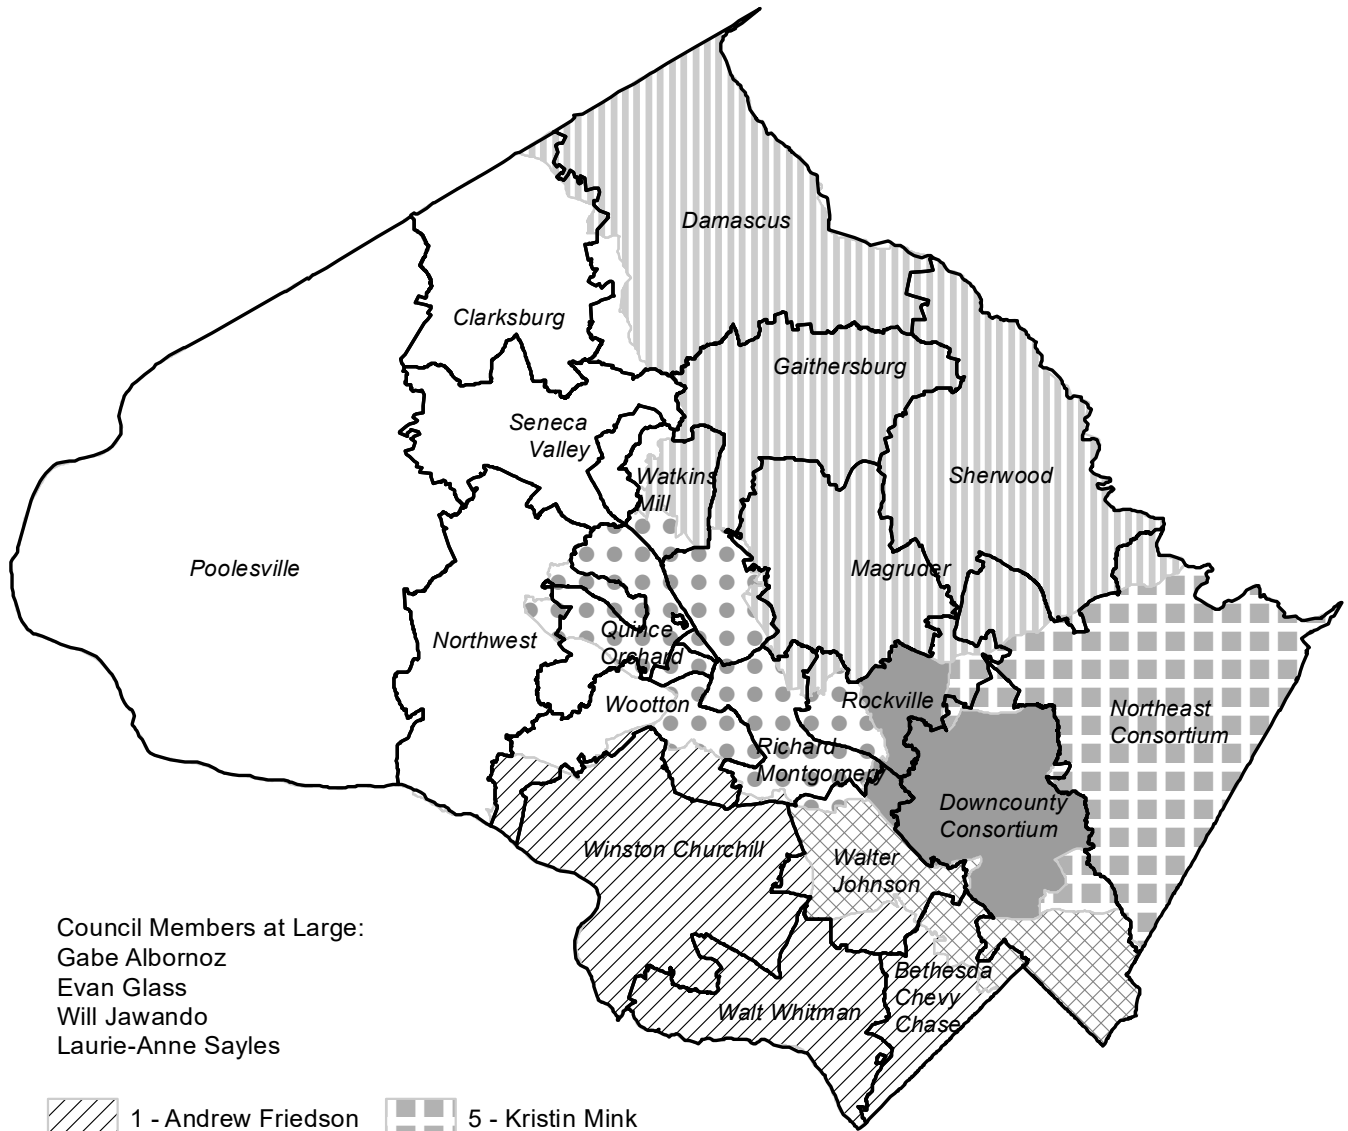 Damascus
Clarksburg
Gaithersburg
Seneca
Valley
Watkins
Mill
Sherwood
Poolesville
Magruder
Northwest
Quince
Orchard
Wootton
Rockville
Northeast
Consortium
Richard
Montgomery
Downcounty
Consortium
Winston Churchill
Walter
Johnson
Bethesda
Chevy
Chase
Walt Whitman
Council Members at Large:
Gabe Albornoz
Evan Glass
Will Jawando
Laurie-Anne Sayles
1 - Andrew Friedson
5 - Kristin Mink